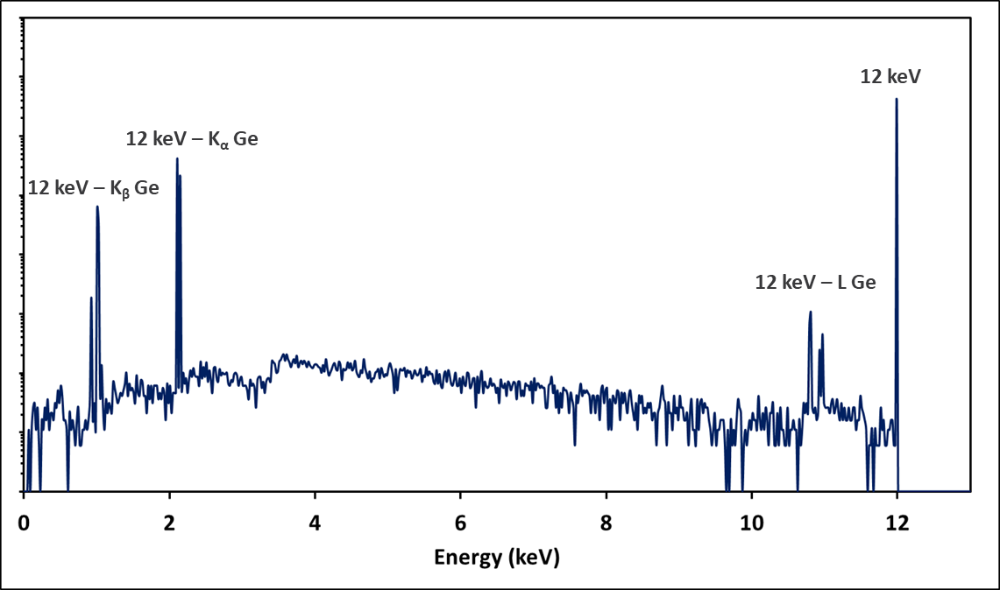 12 keV
12 keV – Kα Ge
12 keV – Kβ Ge
12 keV – L Ge
0 2 4 6 8 10 12
Energy (keV)